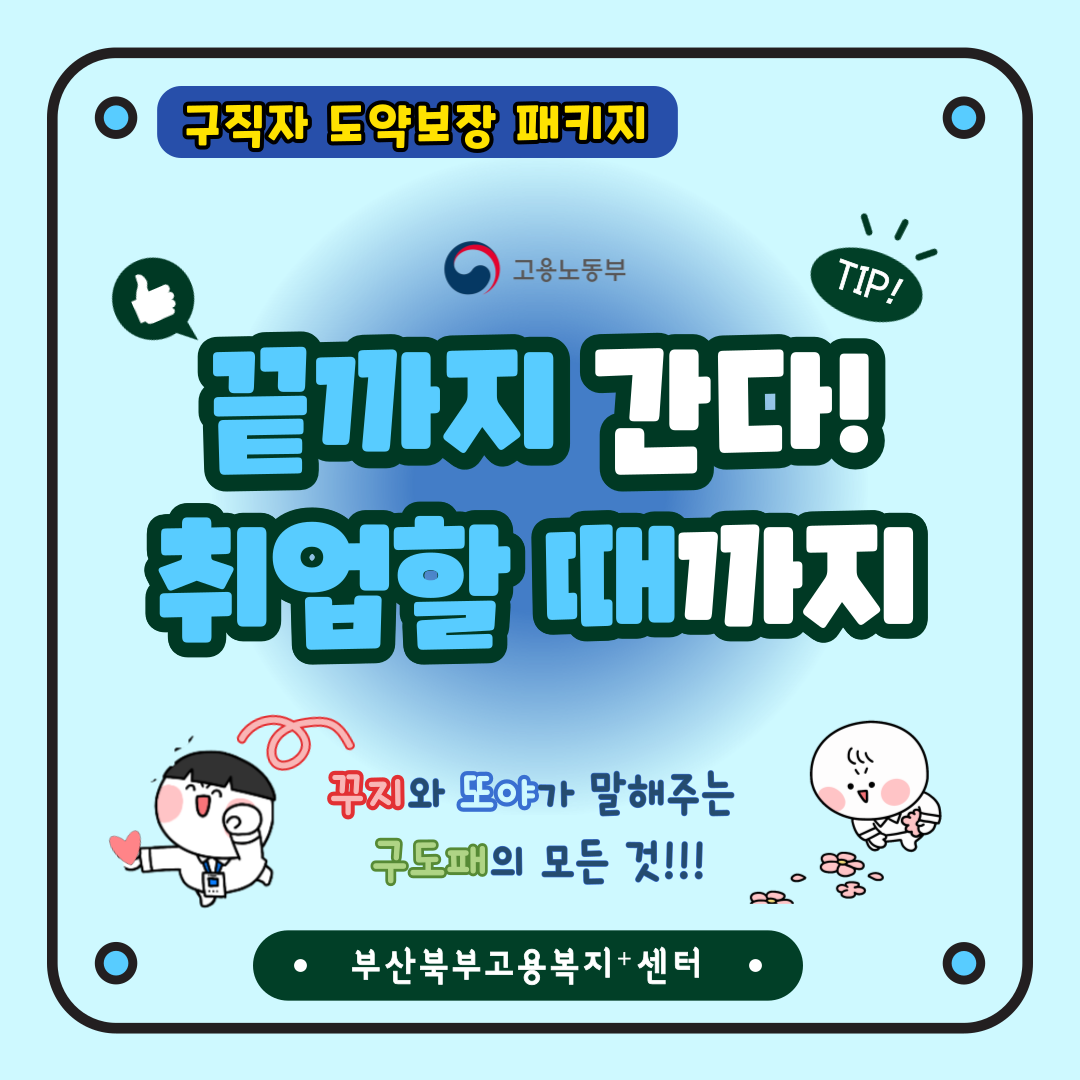 구직자 도약보장 패키지
고용노동부
TIP!
끝까지 간다!
취업할 때까지
꾸지와 또야가 말해주는
구도패의 모든 것!!!
부산북부고용복지+센터